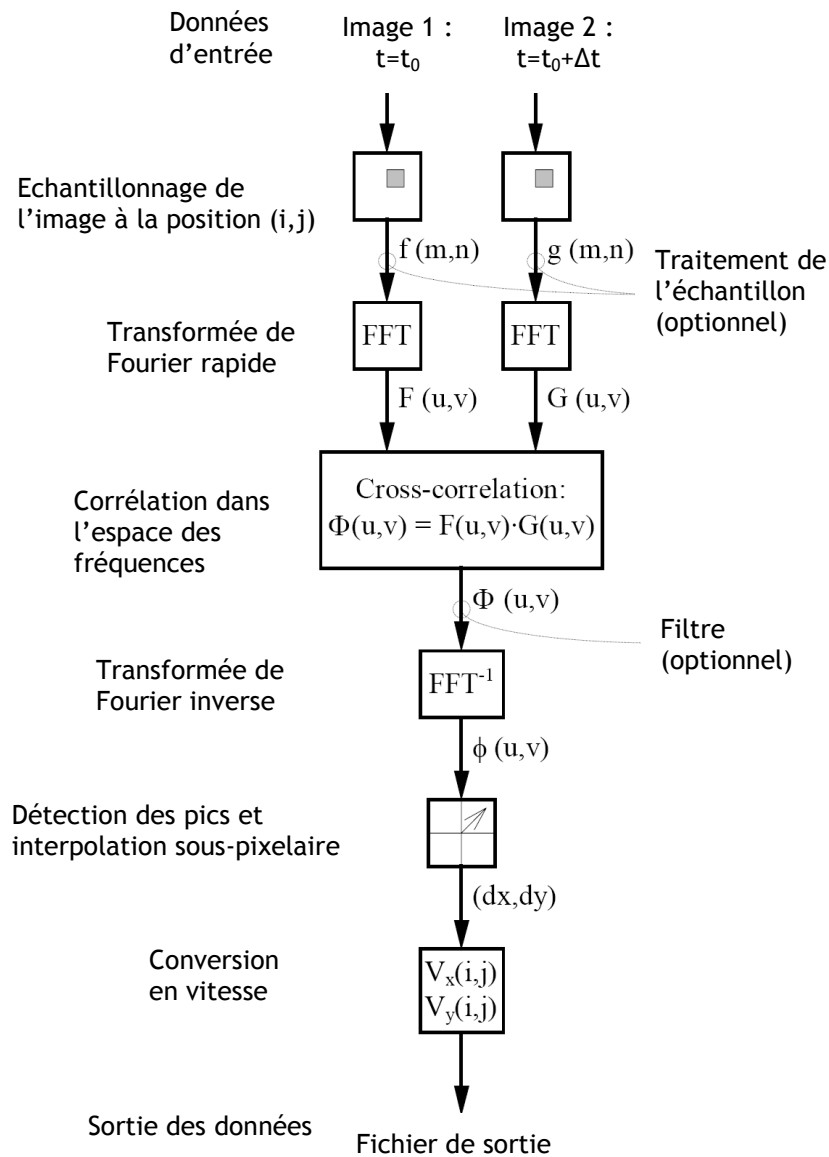 Données
d’entrée
Image 1 :
t=t₀
Image 2 :
t=t₀+Δt
Echantillonnage de
l’image à la position (i,j)
f (m,n)
g (m,n)
Traitement de
l’échantillon
(optionnel)
Transformée de
Fourier rapide
FFT
FFT
F (u,v)
G (u,v)
Corrélation dans
l’espace des
fréquences
Cross-correlation:
Φ(u,v) = F(u,v)·G(u,v)
Φ (u,v)
Filtre
(optionnel)
Transformée de
Fourier inverse
FFT⁻¹
ϕ (u,v)
Détection des pics et
interpolation sous-pixelaire
(dx,dy)
Conversion
en vitesse
Vₓ(i,j)
Vy(i,j)
Sortie des données
Fichier de sortie